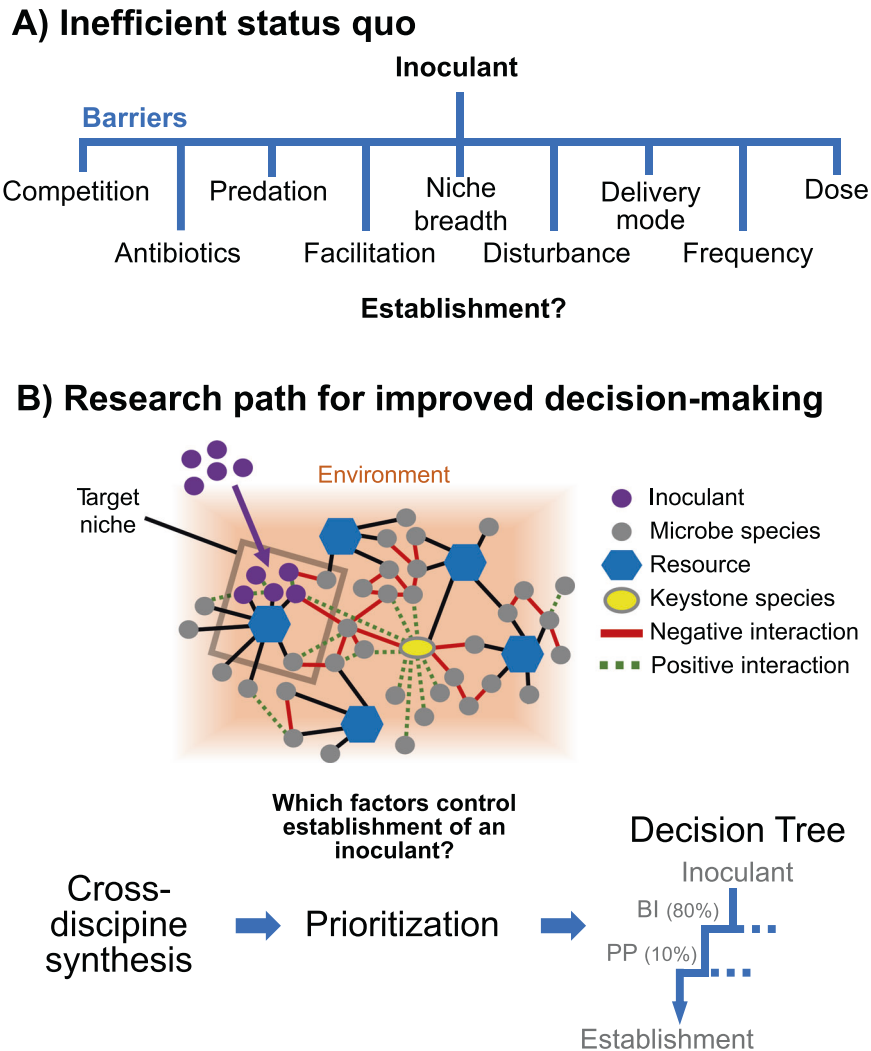 A) Inefficient status quo
Inoculant
Barriers
Competition
Predation
Niche
breadth
Delivery
mode
Dose
Antibiotics
Facilitation
Disturbance
Frequency
Establishment?
B) Research path for improved decision-making
Environment
Target
niche
Inoculant
Microbe species
Resource
Keystone species
Negative interaction
Positive interaction
Which factors control
establishment of an
inoculant?
Cross-
discipine
synthesis
Prioritization
Decision Tree
Inoculant
BI (80%)
PP (10%)
Establishment